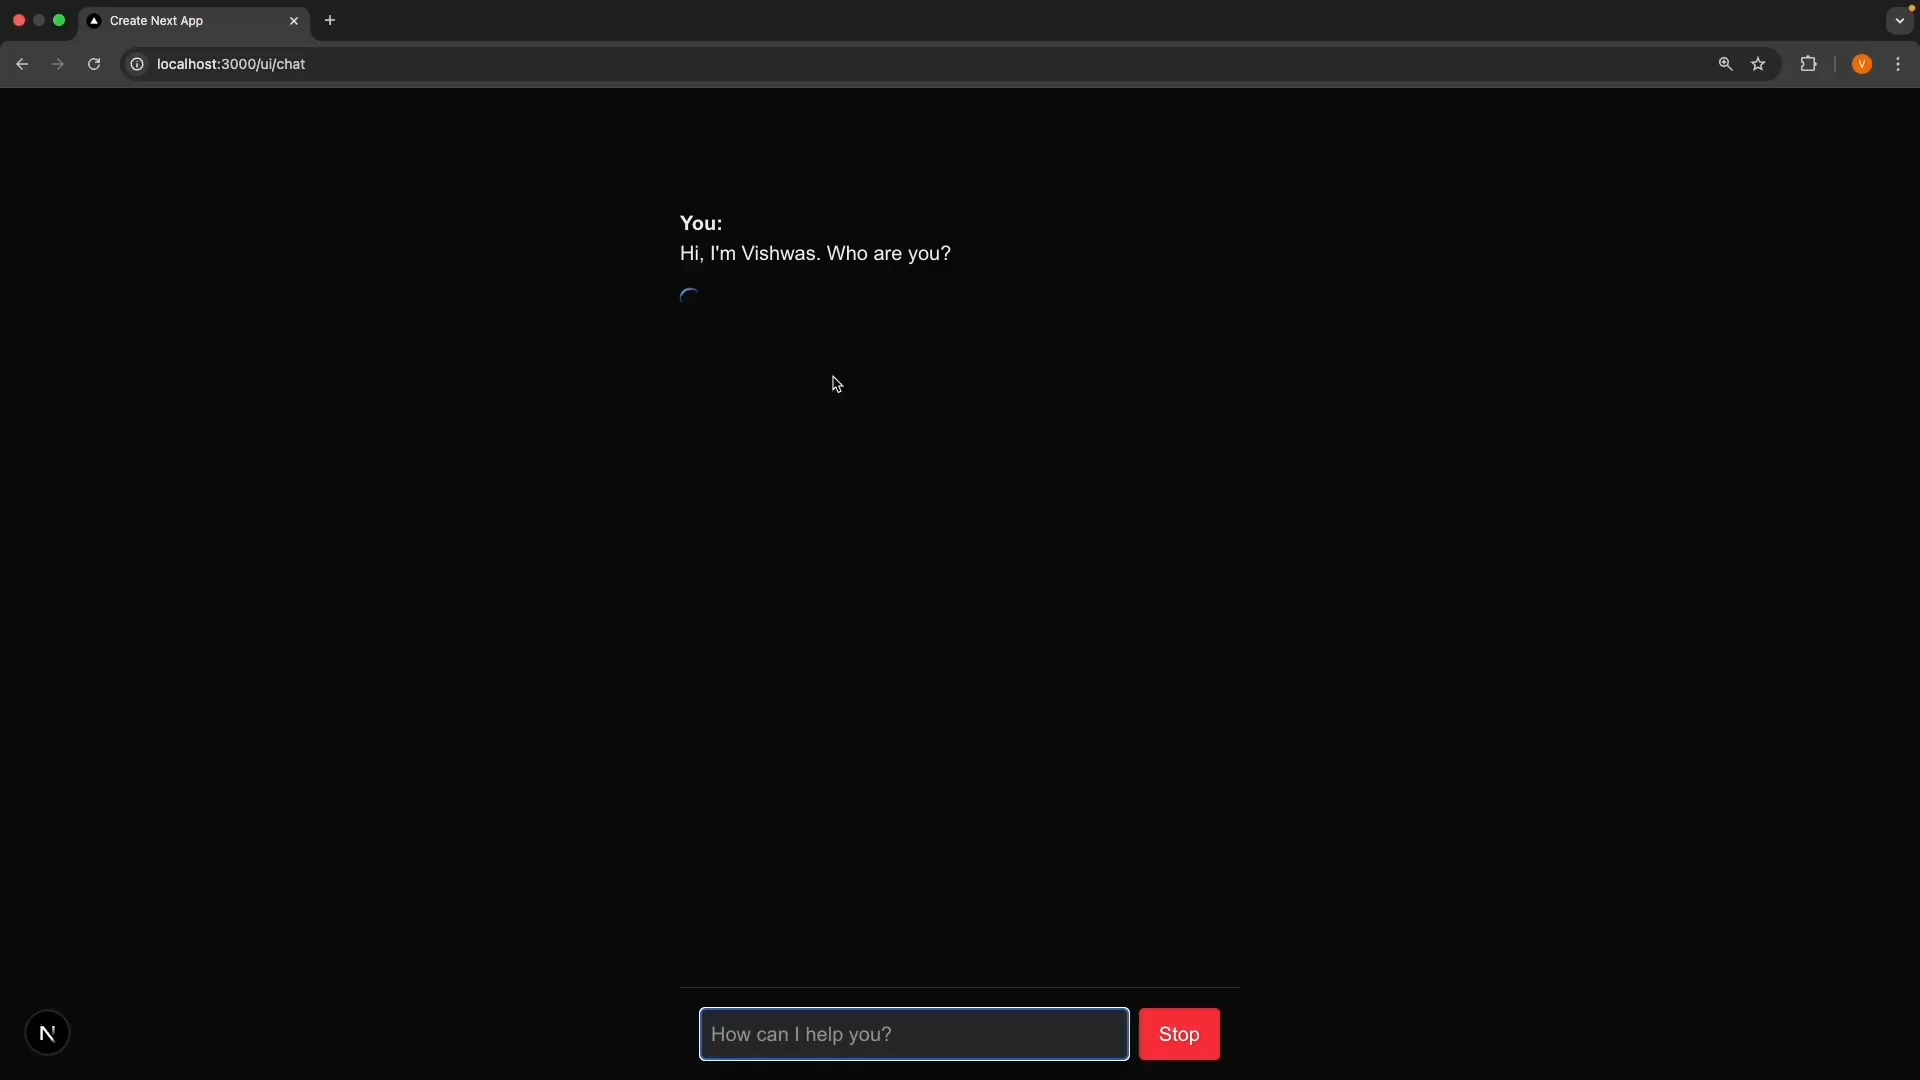 Create Next App
localhost:3000/ui/chat
V
You:
Hi, I'm Vishwas. Who are you?
N
How can I help you?
Stop